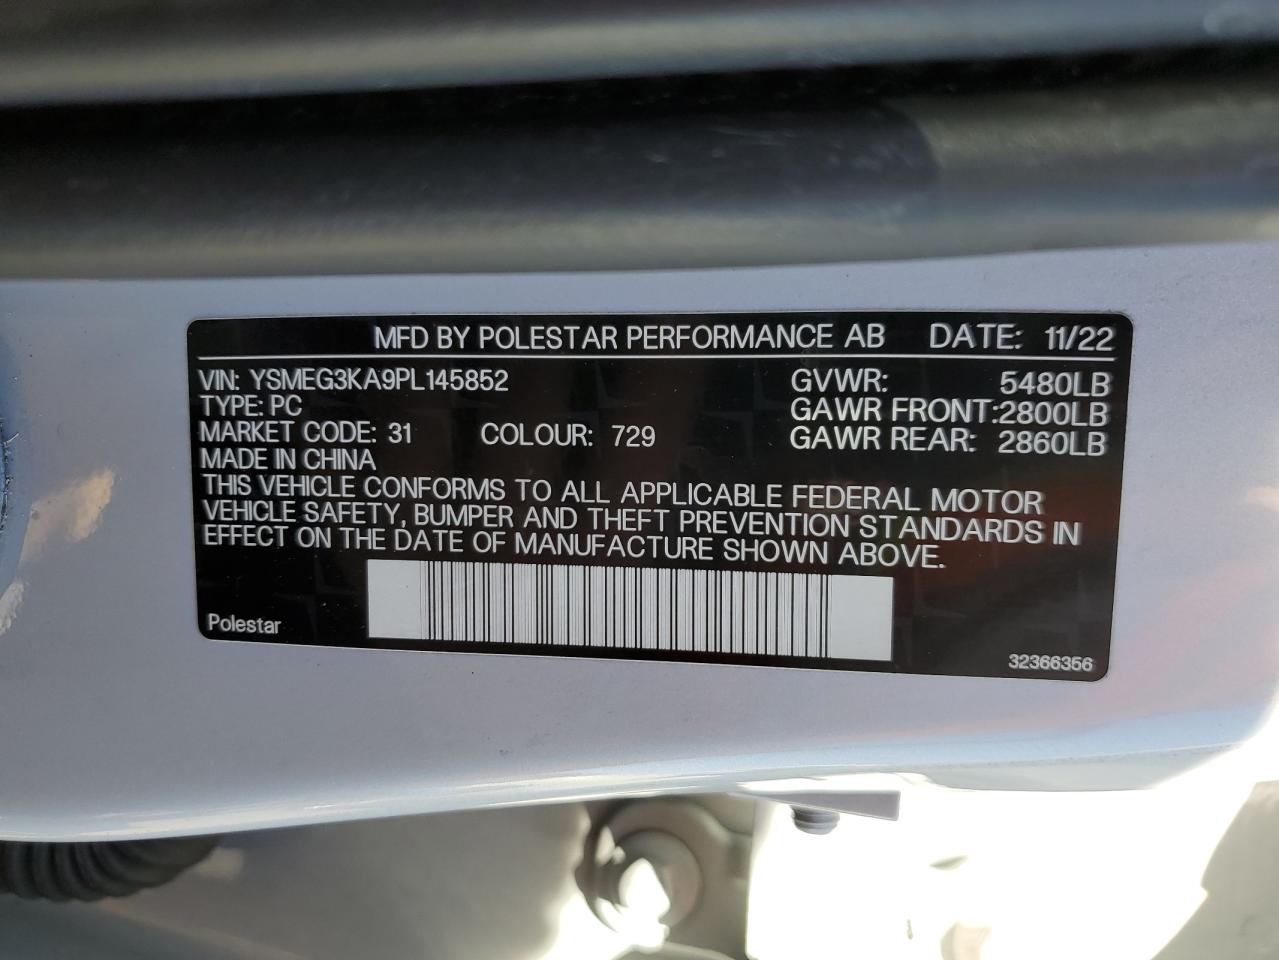 MFD BY POLESTAR PERFORMANCE AB DATE: 11/22
VIN: YSMEG3KA9PL145852 GVWR: 5480LB
TYPE: PC GAWR FRONT:2800LB
MARKET CODE: 31 COLOUR: 729 GAWR REAR: 2860LB
MADE IN CHINA
THIS VEHICLE CONFORMS TO ALL APPLICABLE FEDERAL MOTOR
VEHICLE SAFETY, BUMPER AND THEFT PREVENTION STANDARDS IN
EFFECT ON THE DATE OF MANUFACTURE SHOWN ABOVE.
Polestar
32366356